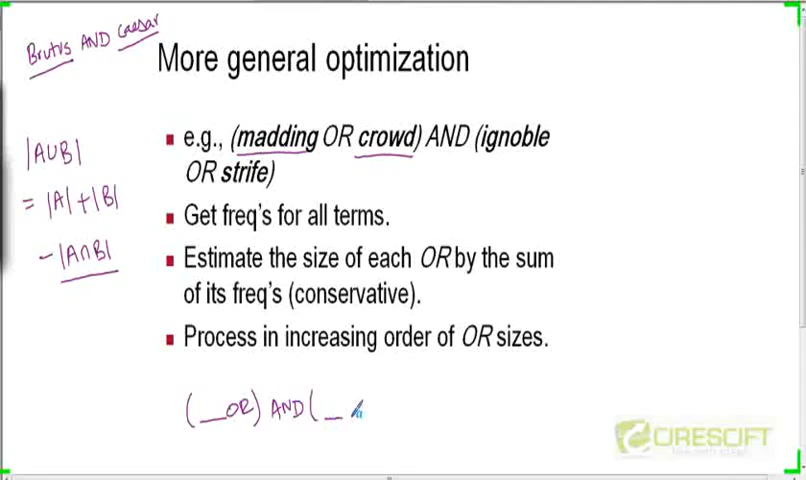 Brutus AND Caesar
More general optimization
e.g., (madding OR crowd) AND (ignoble
OR strife)
|A∪B|
= |A| + |B|
- |A∩B|
Get freq's for all terms.
Estimate the size of each OR by the sum
of its freq's (conservative).
Process in increasing order of OR sizes.
(__OR) AND (__